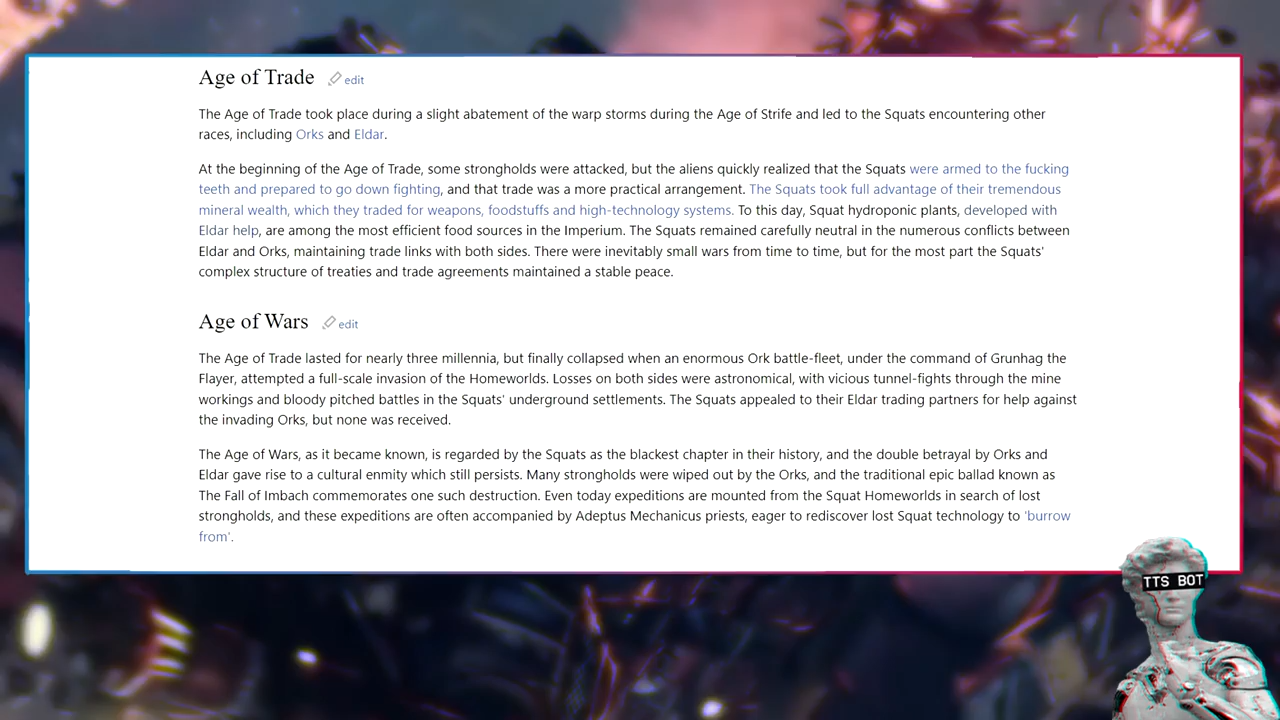 Age of Trade edit
The Age of Trade took place during a slight abatement of the warp storms during the Age of Strife and led to the Squats encountering other
races, including Orks and Eldar.
At the beginning of the Age of Trade, some strongholds were attacked, but the aliens quickly realized that the Squats were armed to the fucking
teeth and prepared to go down fighting, and that trade was a more practical arrangement. The Squats took full advantage of their tremendous
mineral wealth, which they traded for weapons, foodstuffs and high-technology systems. To this day, Squat hydroponic plants, developed with
Eldar help, are among the most efficient food sources in the Imperium. The Squats remained carefully neutral in the numerous conflicts between
Eldar and Orks, maintaining trade links with both sides. There were inevitably small wars from time to time, but for the most part the Squats'
complex structure of treaties and trade agreements maintained a stable peace.
Age of Wars edit
The Age of Trade lasted for nearly three millennia, but finally collapsed when an enormous Ork battle-fleet, under the command of Grunhag the
Flayer, attempted a full-scale invasion of the Homeworlds. Losses on both sides were astronomical, with vicious tunnel-fights through the mine
workings and bloody pitched battles in the Squats' underground settlements. The Squats appealed to their Eldar trading partners for help against
the invading Orks, but none was received.
The Age of Wars, as it became known, is regarded by the Squats as the blackest chapter in their history, and the double betrayal by Orks and
Eldar gave rise to a cultural enmity which still persists. Many strongholds were wiped out by the Orks, and the traditional epic ballad known as
The Fall of Imbach commemorates one such destruction. Even today expeditions are mounted from the Squat Homeworlds in search of lost
strongholds, and these expeditions are often accompanied by Adeptus Mechanicus priests, eager to rediscover lost Squat technology to 'burrow
from'.
TTS BOT